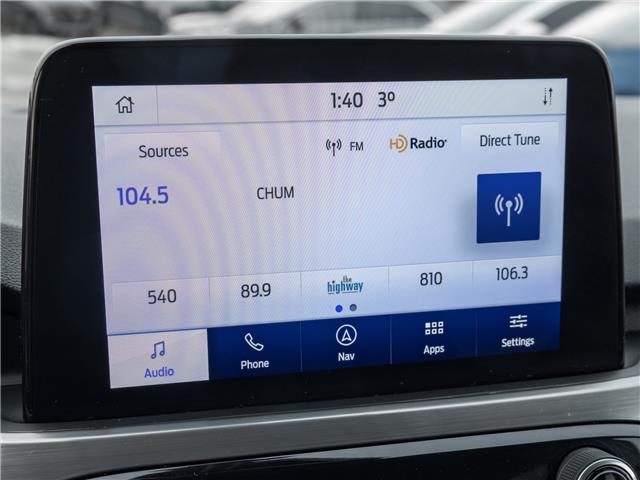 1:40 3º
Sources
FM
HD Radio
Direct Tune
104.5
CHUM
540
89.9
the highway
810
106.3
Audio
Phone
Nav
Apps
Settings